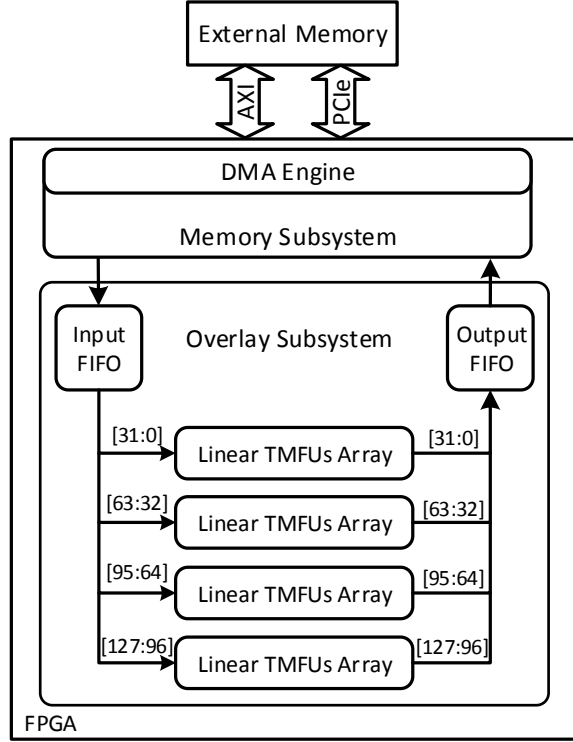 External Memory
AXI
PCIe
DMA Engine
Memory Subsystem
Input
FIFO
Overlay Subsystem
Output
FIFO
[31:0]
Linear TMFUs Array
[31:0]
[63:32]
Linear TMFUs Array
[63:32]
[95:64]
Linear TMFUs Array
[95:64]
[127:96]
Linear TMFUs Array
[127:96]
FPGA